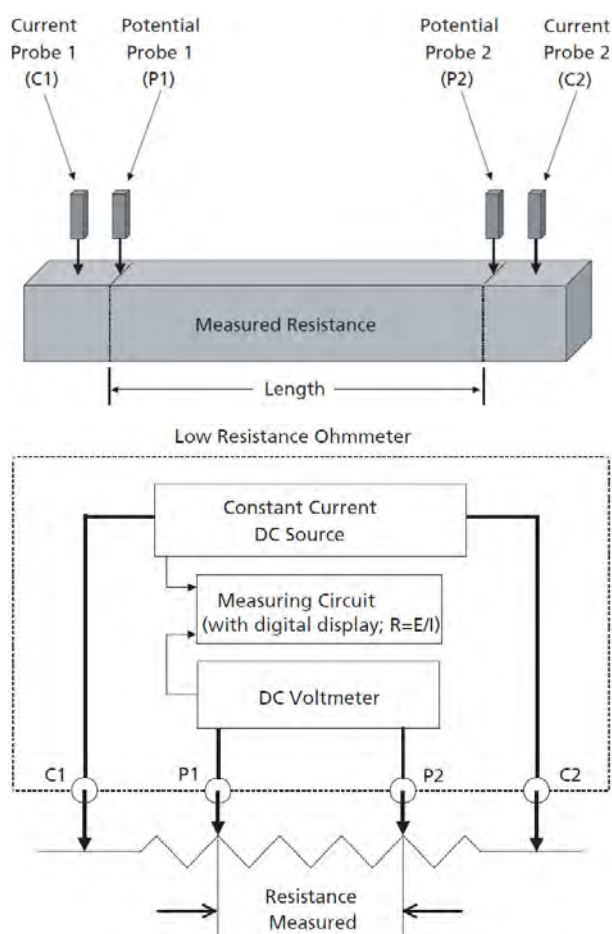 Current
Probe 1
(C1)
Potential
Probe 1
(P1)
Potential
Probe 2
(P2)
Current
Probe 2
(C2)
Measured Resistance
Length
Low Resistance Ohmmeter
Constant Current
DC Source
Measuring Circuit
(with digital display; R=E/I)
DC Voltmeter
C1
P1
P2
C2
Resistance
Measured